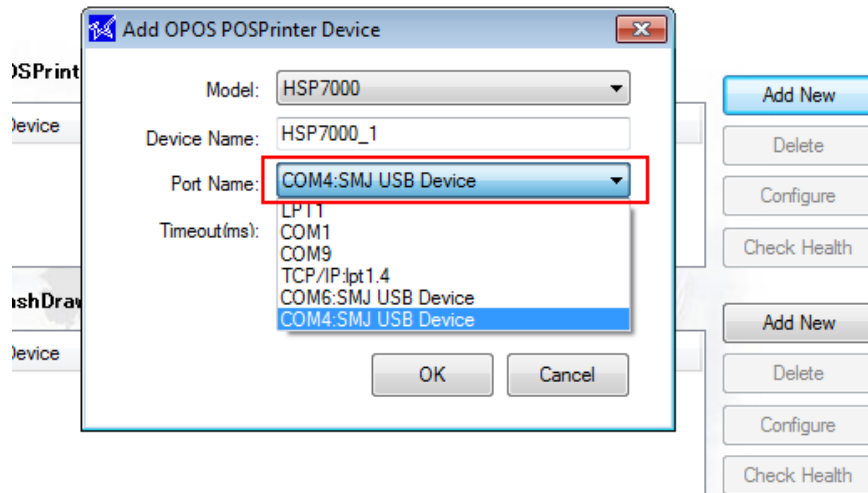 Add OPOS POSPrinter Device
OSPrint
Device
Model: HSP7000
Device Name: HSP7000_1
Port Name: COM4:SMJ USB Device
Timeout(ms):
LPT1
COM1
COM9
TCP/IP:lpt1.4
COM6:SMJ USB Device
COM4:SMJ USB Device
OK
Cancel
Add New
Delete
Configure
Check Health
ashDraw
Device
Add New
Delete
Configure
Check Health